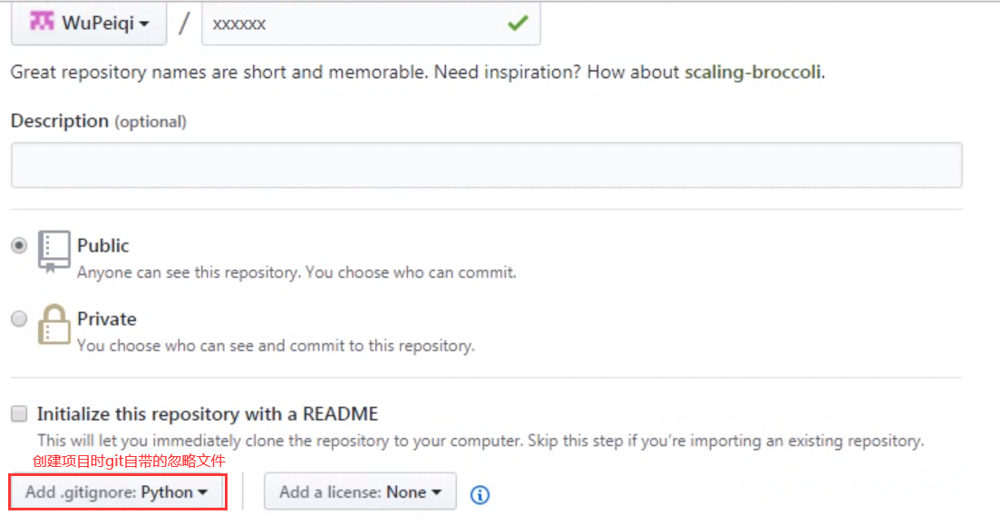 WuPeiqi / xxxxxx
Great repository names are short and memorable. Need inspiration? How about scaling-broccoli.
Description (optional)
Public
Anyone can see this repository. You choose who can commit.
Private
You choose who can see and commit to this repository.
Initialize this repository with a README
This will let you immediately clone the repository to your computer. Skip this step if you're importing an existing repository.
创建项目时git自带的忽略文件
Add .gitignore: Python Add a license: None